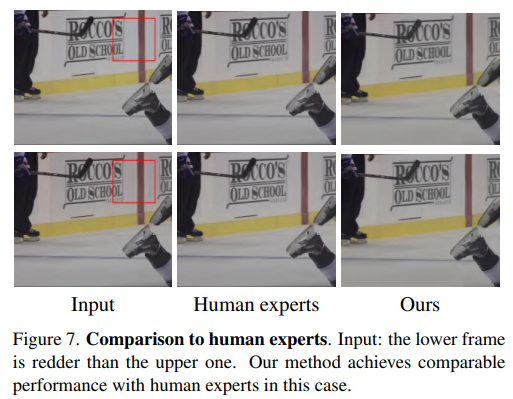 ROCCO'S
OLD SCHOOL
ROCCO'S
OLD SCHOOL
ROCCO'S
OLD SCHOOL
ROCCO'S
OLD SCHOOL
ROCCO'S
OLD SCHOOL
ROCCO'S
OLD SCHOOL
Input
Human experts
Ours
Figure 7. Comparison to human experts. Input: the lower frame
is redder than the upper one. Our method achieves comparable
performance with human experts in this case.